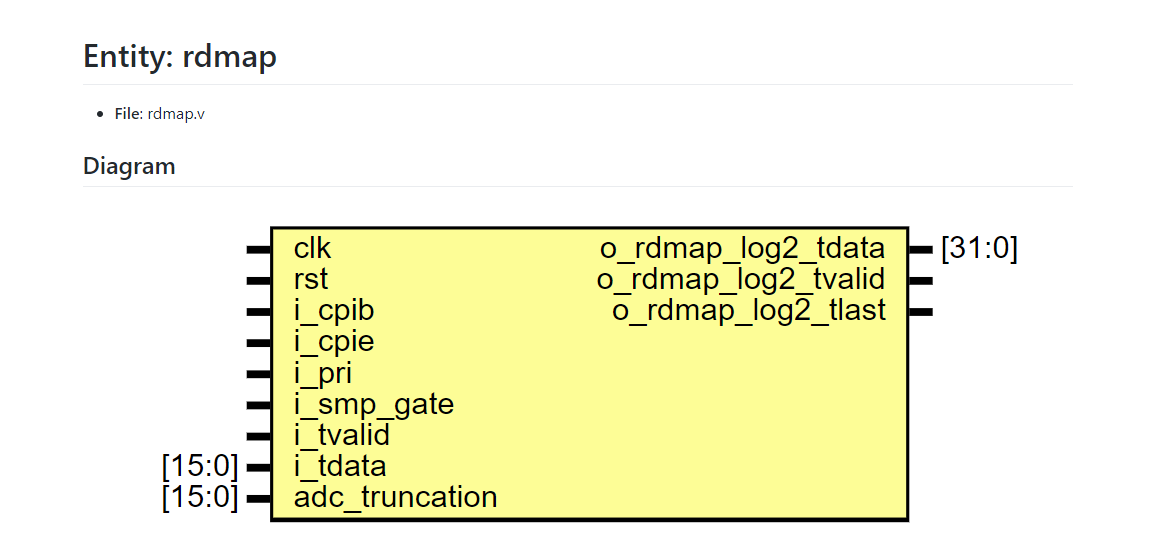 Entity: rdmap
• File: rdmap.v
Diagram
clk o_rdmap_log2_tdata [31:0]
rst o_rdmap_log2_tvalid
i_cpib o_rdmap_log2_tlast
i_cpie
i_pri
i_smp_gate
i_tvalid
[15:0] i_tdata
[15:0] adc_truncation